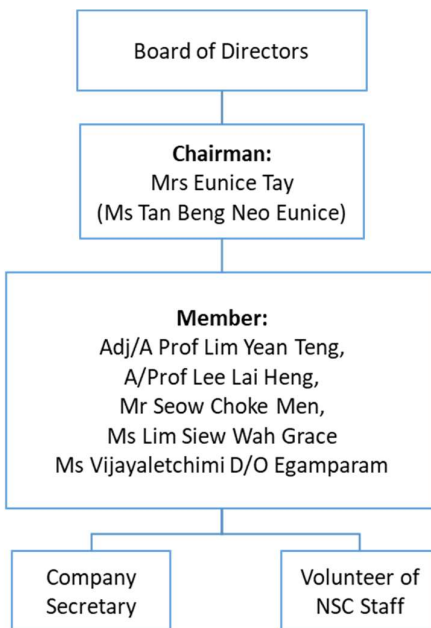 Board of Directors
Chairman:
Mrs Eunice Tay
(Ms Tan Beng Neo Eunice)
Member:
Adj/A Prof Lim Yean Teng,
A/Prof Lee Lai Heng,
Mr Seow Choke Men,
Ms Lim Siew Wah Grace
Ms Vijayaletchimi D/O Egamparam
Company
Secretary
Volunteer of
NSC Staff